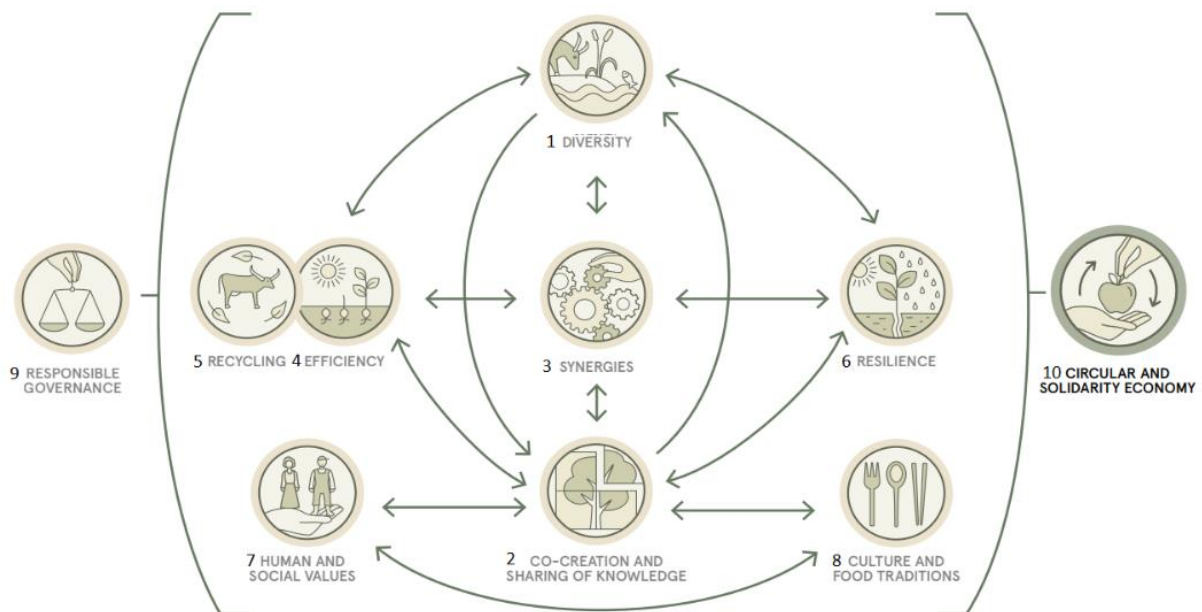 1 DIVERSITY
5 RECYCLING 4 EFFICIENCY
3 SYNERGIES
6 RESILIENCE
9 RESPONSIBLE
GOVERNANCE
10 CIRCULAR AND
SOLIDARITY ECONOMY
7 HUMAN AND
SOCIAL VALUES
2 CO-CREATION AND
SHARING OF KNOWLEDGE
8 CULTURE AND
FOOD TRADITIONS